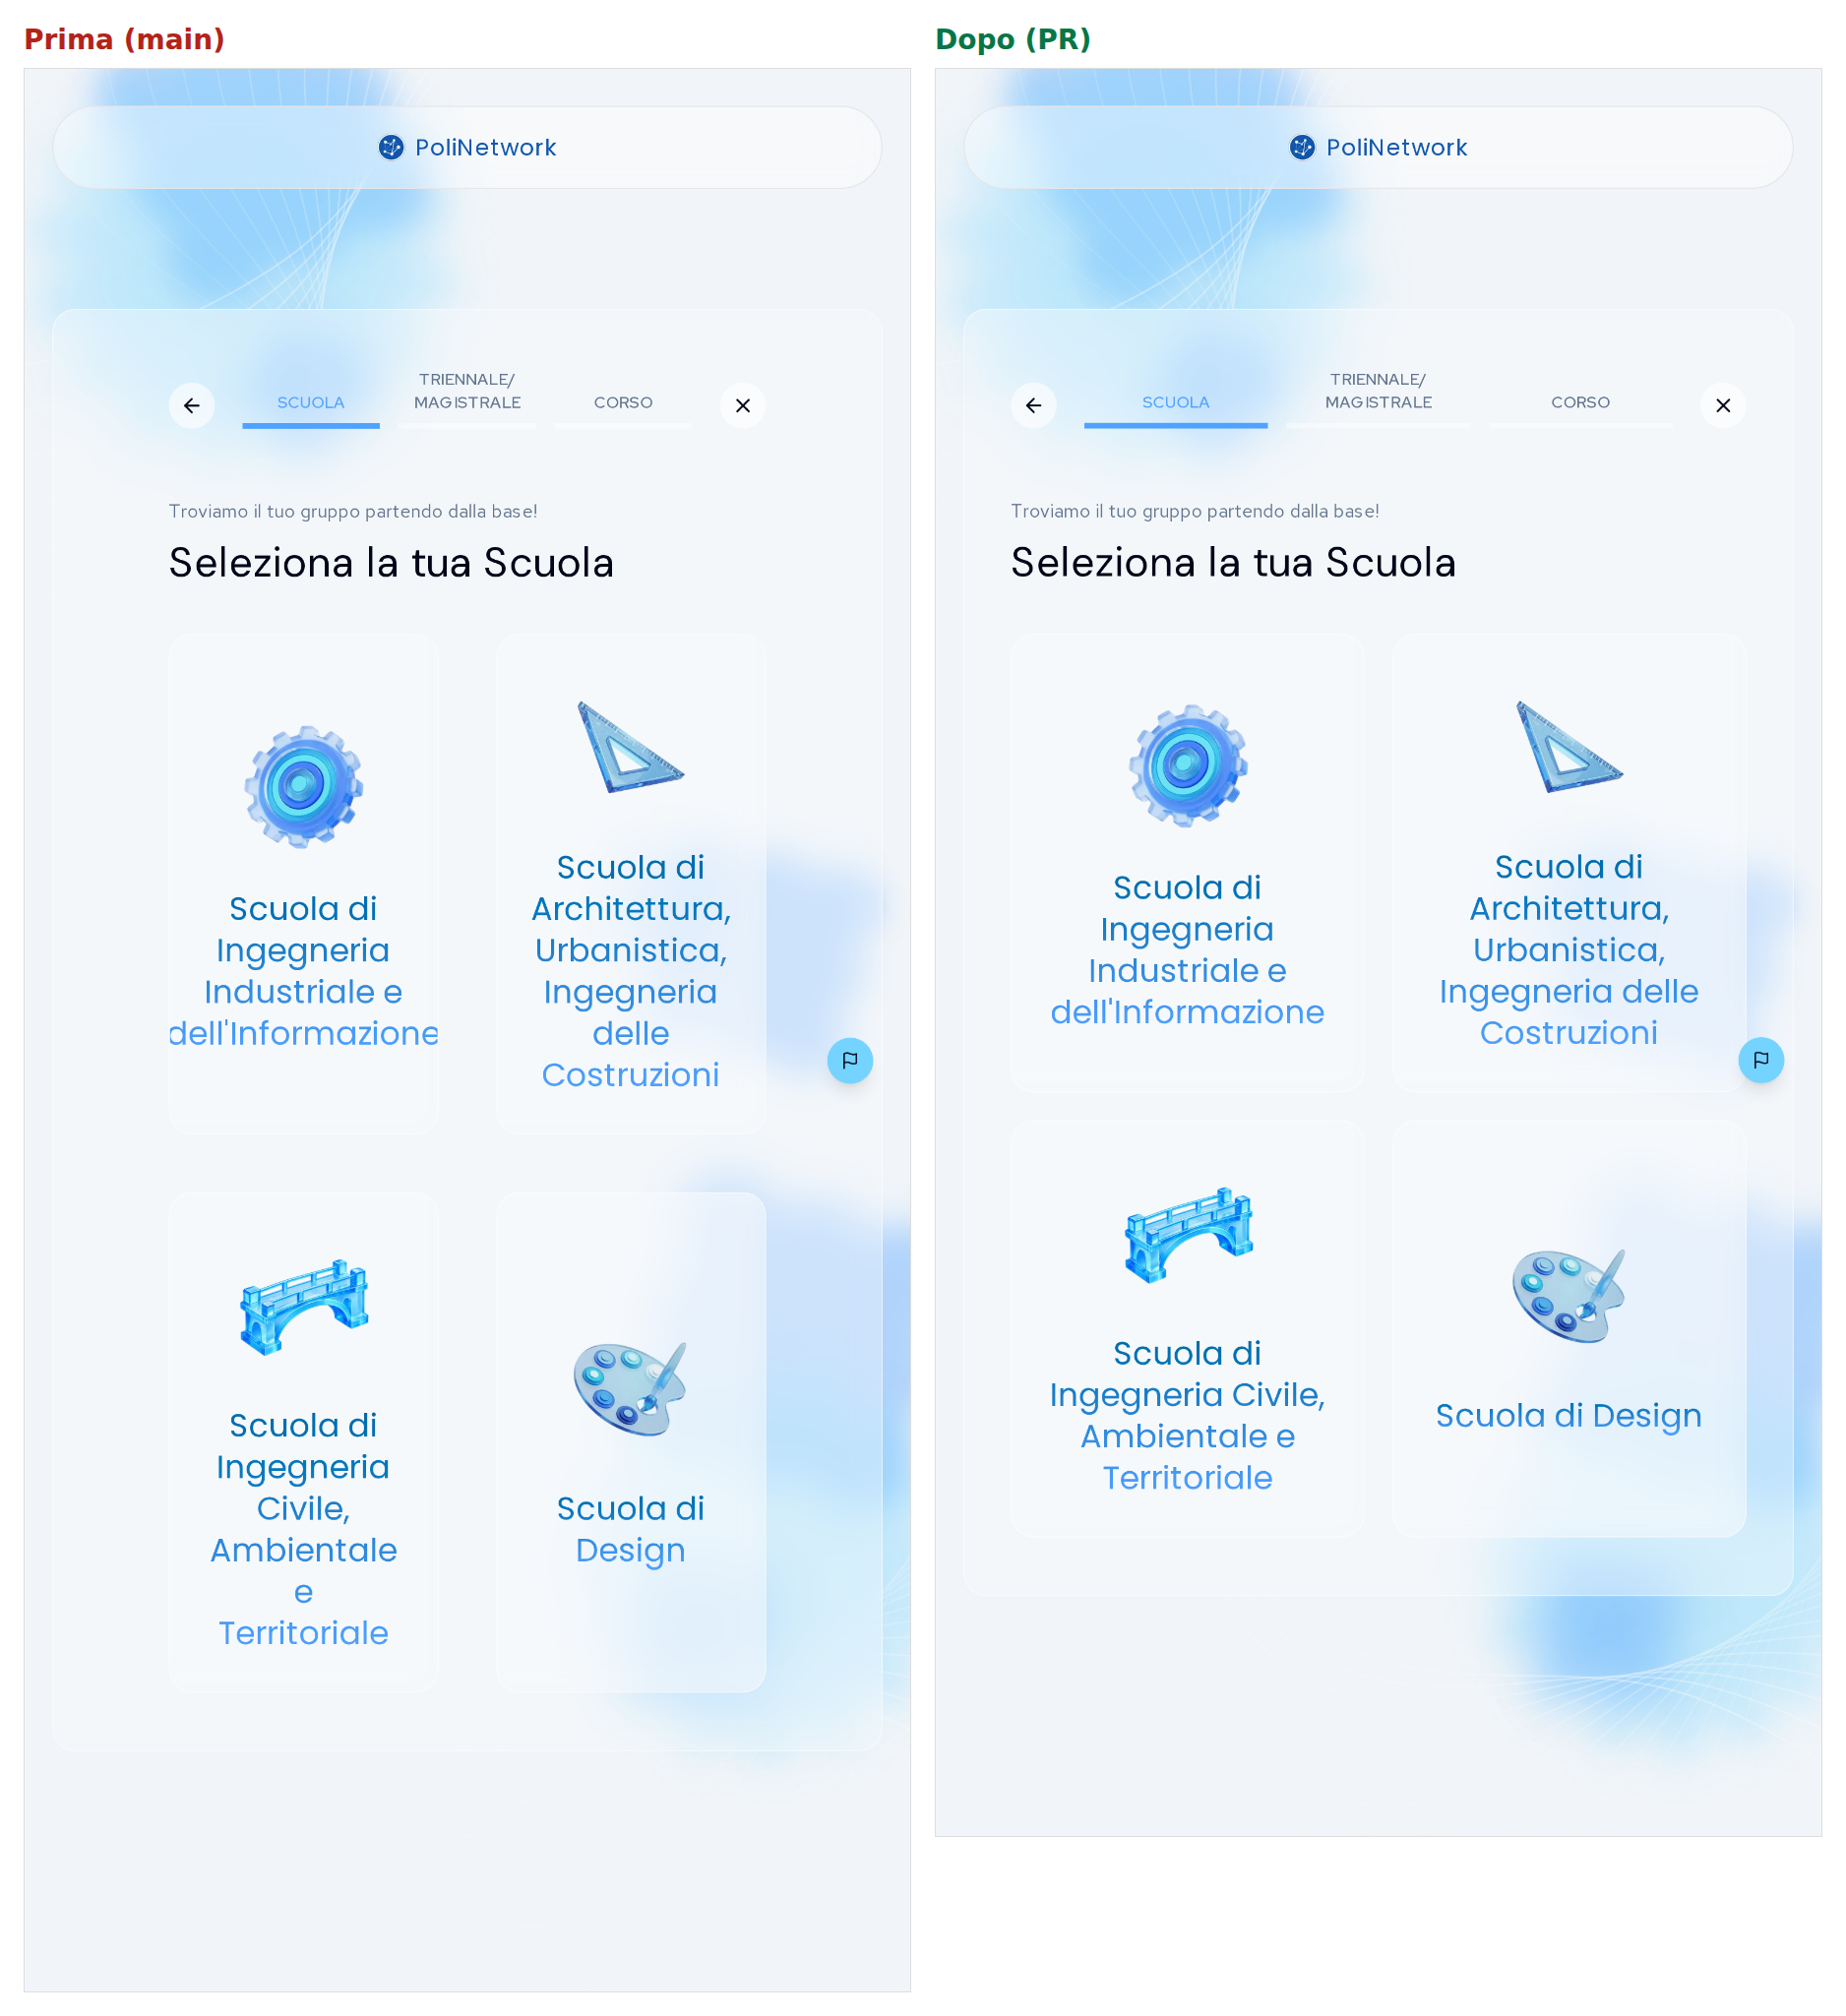 Prima (main)
PoliNetwork
SCUOLA
TRIENNALE/
MAGISTRALE
CORSO
Troviamo il tuo gruppo partendo dalla base!
Seleziona la tua Scuola
Scuola di
Ingegneria
Industriale e
dell'Informazione
Scuola di
Architettura,
Urbanistica,
Ingegneria
delle
Costruzioni
Scuola di
Ingegneria
Civile,
Ambientale
e
Territoriale
Scuola di
Design
Dopo (PR)
PoliNetwork
SCUOLA
TRIENNALE/
MAGISTRALE
CORSO
Troviamo il tuo gruppo partendo dalla base!
Seleziona la tua Scuola
Scuola di
Ingegneria
Industriale e
dell'Informazione
Scuola di
Architettura,
Urbanistica,
Ingegneria delle
Costruzioni
Scuola di
Ingegneria Civile,
Ambientale e
Territoriale
Scuola di Design